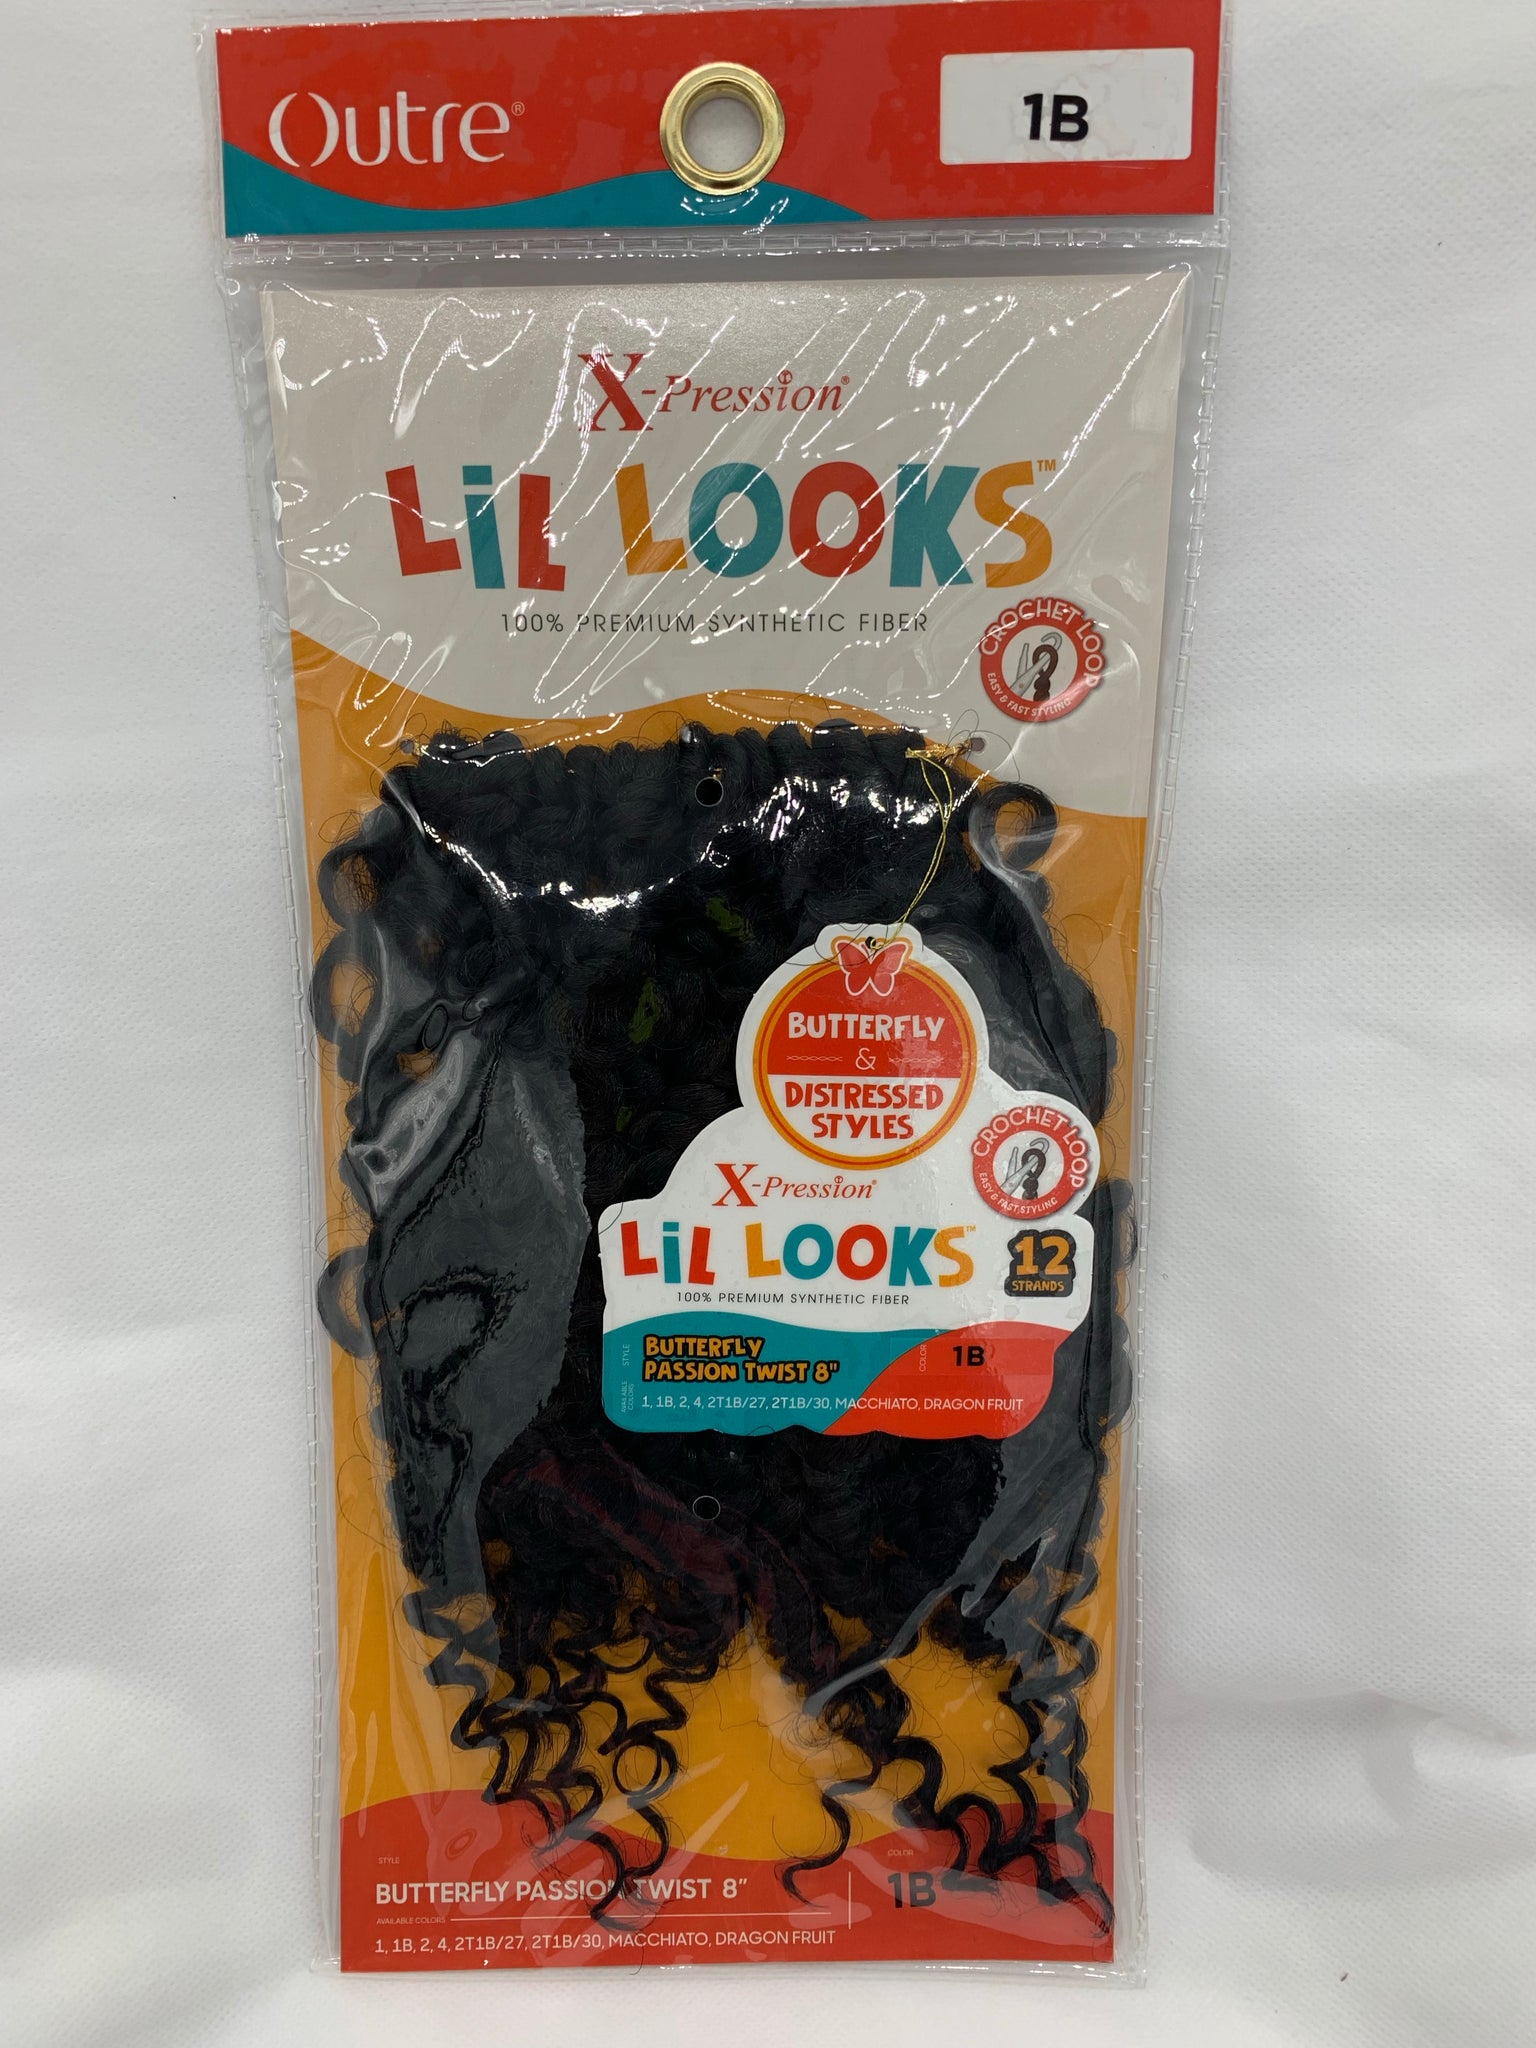 Outre®
1B
X-Pression®
LiL LOOKS™
100% PREMIUM SYNTHETIC FIBER
CROCHET LOOP
EASY & FAST STYLING
BUTTERFLY
&
DISTRESSED
STYLES
X-Pression®
LiL LOOKS™
100% PREMIUM SYNTHETIC FIBER
CROCHET LOOP
EASY & FAST STYLING
12
STRANDS
STYLE
BUTTERFLY
PASSION TWIST 8"
COLOR
1B
AVAILABLE
COLORS
1, 1B, 2, 4, 2T1B/27, 2T1B/30, MACCHIATO, DRAGON FRUIT
STYLE
BUTTERFLY PASSION TWIST 8"
COLOR
1B
AVAILABLE COLORS
1, 1B, 2, 4, 2T1B/27, 2T1B/30, MACCHIATO, DRAGON FRUIT